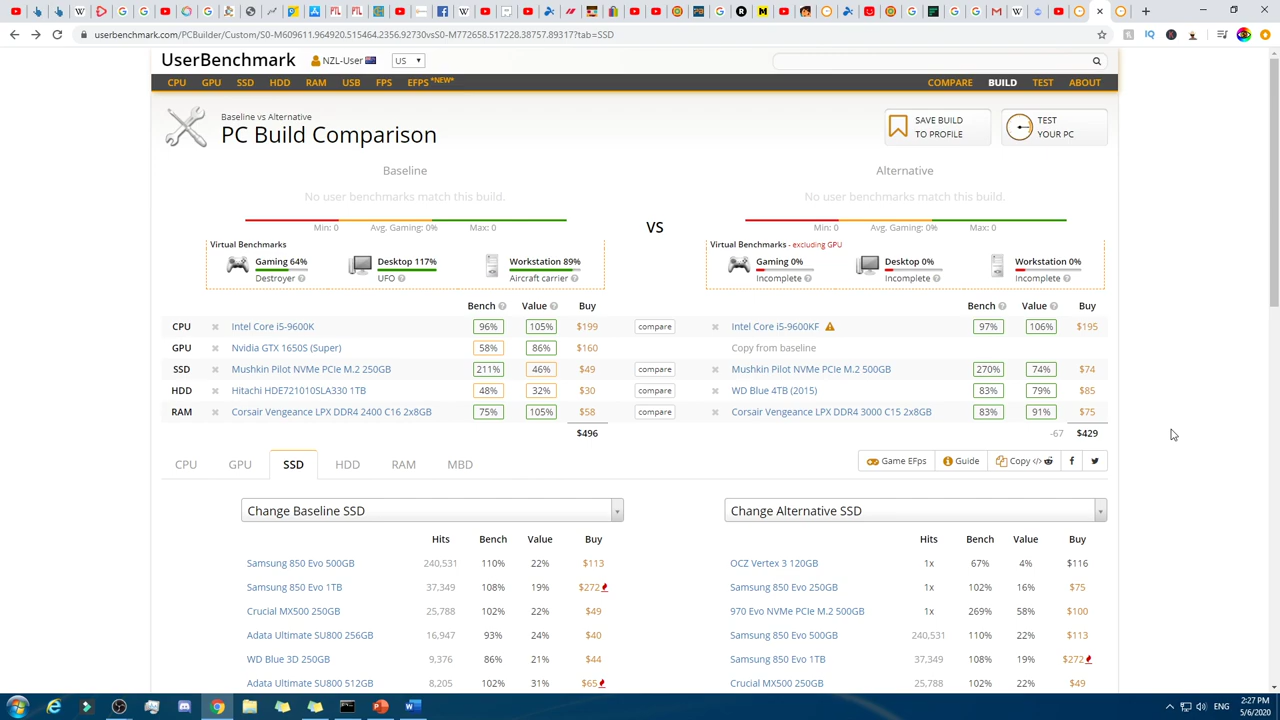 userbenchmark.com/PCBuilder/Custom/S0-M609611.964920.515464.2356.9230vsS0-M772658.517228.38757.89317?tab=SSD
UserBenchmark
NZL-User
US
CPU GPU SSD HDD RAM USB FPS EFPS *NEW*
COMPARE BUILD TEST ABOUT
Baseline vs Alternative
PC Build Comparison
SAVE BUILD
TO PROFILE
TEST
YOUR PC
Baseline
Alternative
No user benchmarks match this build.
No user benchmarks match this build.
VS
Min: 0 Avg. Gaming: 0% Max: 0
Min: 0 Avg. Gaming: 0% Max: 0
Virtual Benchmarks
Gaming 64% Desktop 117% Workstation 89%
Destroyer UFO Aircraft carrier
Virtual Benchmarks - excluding GPU
Gaming 0% Desktop 0% Workstation 0%
Incomplete Incomplete Incomplete
Bench Value Buy Bench Value Buy
CPU Intel Core i5-9600K 96% 105% $199 compare Intel Core i5-9600KF 97% 106% $195
GPU Nvidia GTX 1650S (Super) 58% 86% $160 Copy from baseline
SSD Mushkin Pilot NVMe PCIe M.2 250GB 211% 46% $49 compare Mushkin Pilot NVMe PCIe M.2 500GB 270% 74% $74
HDD Hitachi HDE721010SLA330 1TB 48% 32% $30 compare WD Blue 4TB (2015) 83% 79% $85
RAM Corsair Vengeance LPX DDR4 2400 C16 2x8GB 75% 105% $58 compare Corsair Vengeance LPX DDR4 3000 C15 2x8GB 83% 91% $75
$496 -67 $429
CPU GPU SSD HDD RAM MBD
Game EFps Guide Copy </>
Change Baseline SSD
Change Alternative SSD
Hits Bench Value Buy
Hits Bench Value Buy
Samsung 850 Evo 500GB 240,531 110% 22% $113
OCZ Vertex 3 120GB 1x 67% 4% $116
Samsung 850 Evo 1TB 37,349 108% 19% $272
Samsung 850 Evo 250GB 1x 102% 16% $75
Crucial MX500 250GB 25,788 102% 22% $49
970 Evo NVMe PCIe M.2 500GB 1x 269% 58% $100
Adata Ultimate SU800 256GB 16,947 93% 24% $40
Samsung 850 Evo 500GB 240,531 110% 22% $113
WD Blue 3D 250GB 9,376 86% 21% $44
Samsung 850 Evo 1TB 37,349 108% 19% $272
Adata Ultimate SU800 512GB 8,205 102% 31% $65
Crucial MX500 250GB 25,788 102% 22% $49
ENG
2:27 PM
5/6/2020